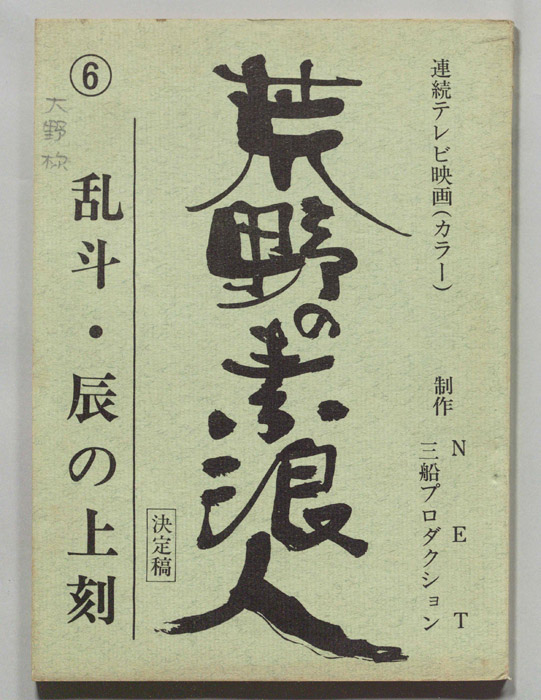 連続テレビ映画(カラー)
制作 NET
三船プロダクション
荒野の素浪人
決定稿
⑥
乱斗・辰の上刻
大野